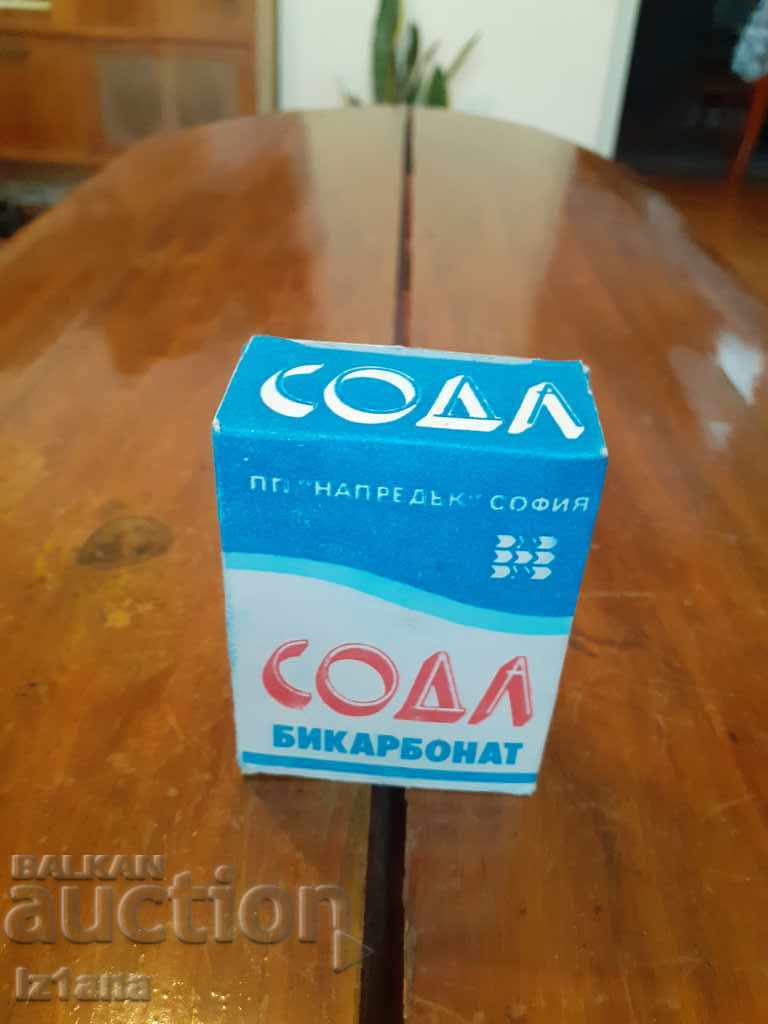 СОДА
ПП "НАПРЕДЪК" СОФИЯ
СОДА
БИКАРБОНАТ
BALKAN
auction
iz1ana